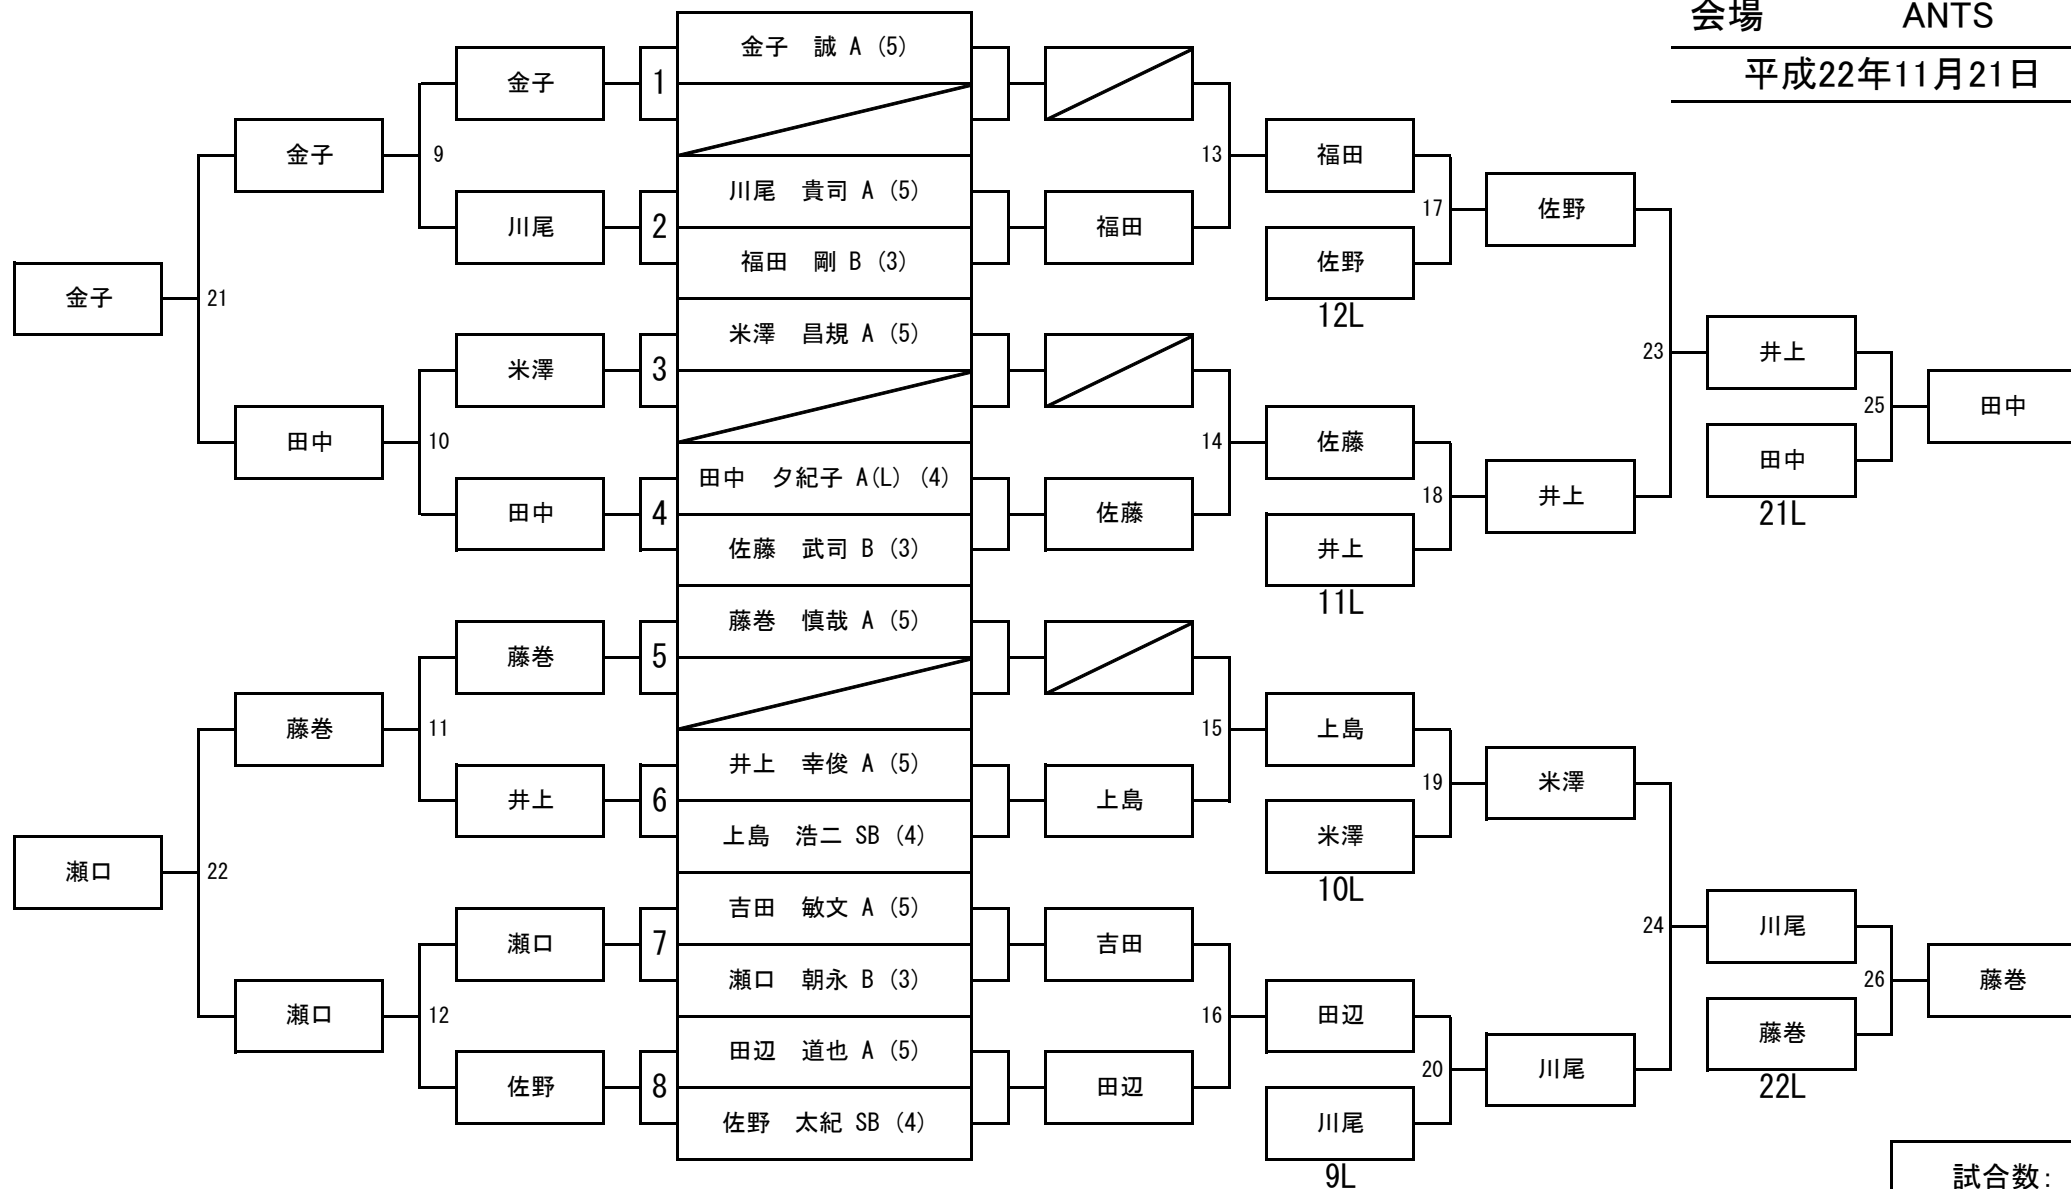 会場 ANTS
平成22年11月21日
金子 誠 A (5)
金子 1
金子 9 13 福田
川尾 貴司 A (5)
17 佐野
川尾 2 福田
福田 剛 B (3)
佐野
金子 21
12L
米澤 昌規 A (5)
23 井上
米澤 3
25 田中
田中 10 14 佐藤
田中
田中 夕紀子 A(L) (4)
18 井上
田中 4 佐藤
21L
佐藤 武司 B (3)
井上
11L
藤巻 慎哉 A (5)
藤巻 5
藤巻 11 15 上島
井上 幸俊 A (5)
19 米澤
井上 6 上島
上島 浩二 SB (4)
米澤
瀬口 22
10L
吉田 敏文 A (5)
24 川尾
瀬口 7 吉田
瀬口 朝永 B (3)
26 藤巻
瀬口 12 16 田辺
藤巻
田辺 道也 A (5)
20 川尾
佐野 8 田辺
22L
佐野 太紀 SB (4)
川尾
9L
試合数: